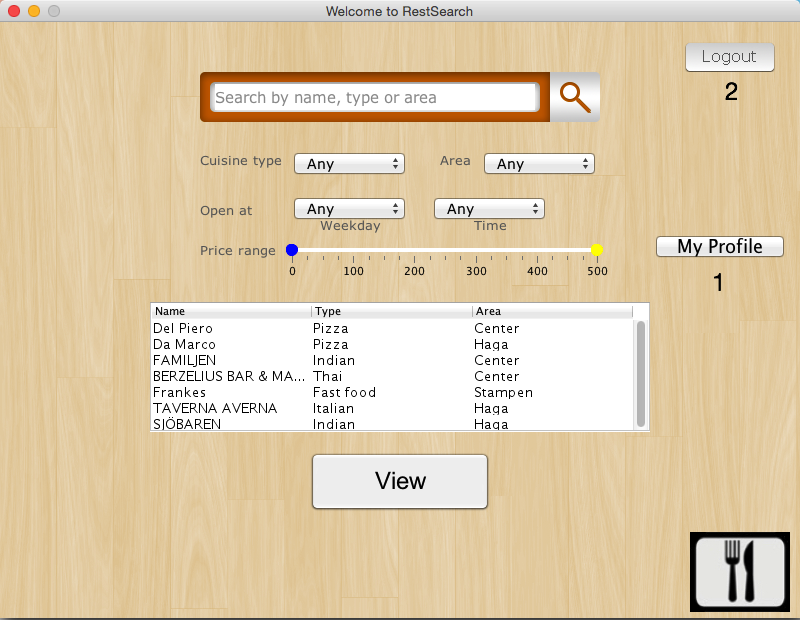 Welcome to RestSearch
Logout
2
Search by name, type or area
Cuisine type Any Area Any
Open at Any Any
Weekday Time
Price range
0 100 200 300 400 500
My Profile
1
Name Type Area
Del Piero Pizza Center
Da Marco Pizza Haga
FAMILJEN Indian Center
BERZELIUS BAR & MA... Thai Center
Frankes Fast food Stampen
TAVERNA AVERNA Italian Haga
SJÖBAREN Indian Haga
View